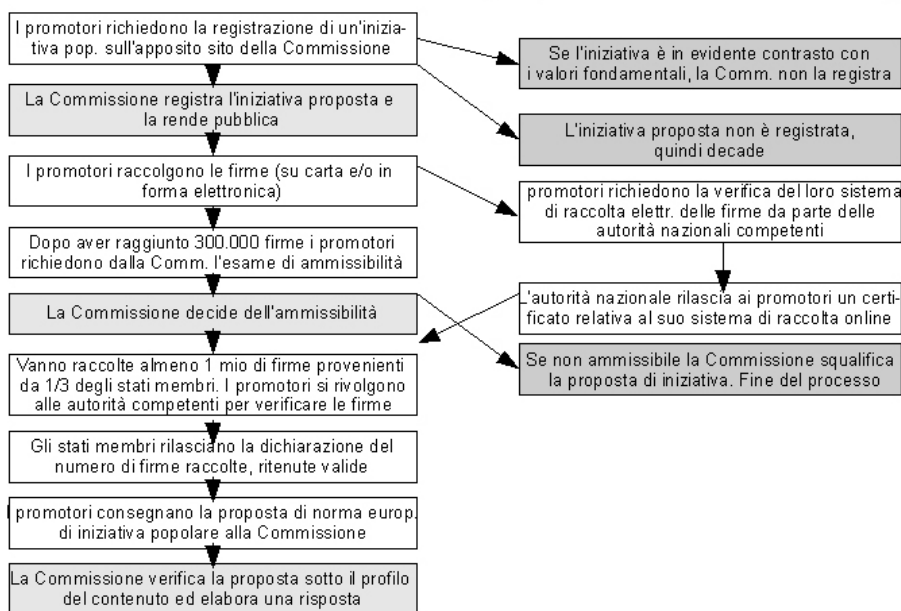 I promotori richiedono la registrazione di un'inizia-
tiva pop. sull'apposito sito della Commissione
Se l'iniziativa è in evidente contrasto con
i valori fondamentali, la Comm. non la registra
La Commissione registra l'iniziativa proposta e
la rende pubblica
L'iniziativa proposta non è registrata,
quindi decade
I promotori raccolgono le firme (su carta e/o in
forma elettronica)
promotori richiedono la verifica del loro sistema
di raccolta elettr. delle firme da parte delle
autorità nazionali competenti
Dopo aver raggiunto 300.000 firme i promotori
richiedono dalla Comm. l'esame di ammissibilità
L'autorità nazionale rilascia ai promotori un certi-
ficato relativa al suo sistema di raccolta online
La Commissione decide dell'ammissibilità
Se non ammissibile la Commissione squalifica
la proposta di iniziativa. Fine del processo
Vanno raccolte almeno 1 mio di firme provenienti
da 1/3 degli stati membri. I promotori si rivolgono
alle autorità competenti per verificare le firme
Gli stati membri rilasciano la dichiarazione del
numero di firme raccolte, ritenute valide
I promotori consegnano la proposta di norma europ.
di iniziativa popolare alla Commissione
La Commissione verifica la proposta sotto il profilo
del contenuto ed elabora una risposta